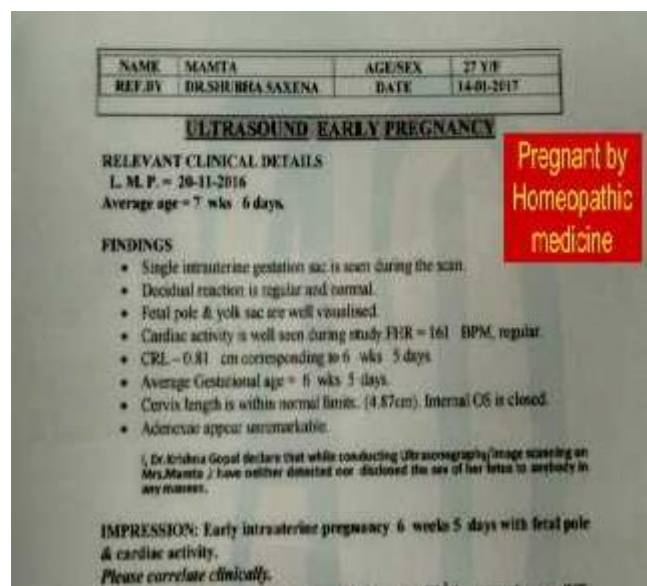 NAME MAMTA AGE/SEX 27 Y/F
REF.BY DR.SHUBHA SAXENA DATE 14-01-2017
ULTRASOUND EARLY PREGNANCY
Pregnant by
Homeopathic
medicine
RELEVANT CLINICAL DETAILS
L. M. P. = 20-11-2016
Average age = 7 wks 6 days.
FINDINGS
• Single intrauterine gestation sac is seen during the scan.
• Decidual reaction is regular and normal.
• Fetal pole & yolk sac are well visualised.
• Cardiac activity is well seen during study FHR = 161 BPM, regular.
• CRL – 0.81 cm corresponding to 6 wks 5 days
• Average Gestational age = 6 wks 5 days.
• Cervix length is within normal limits. (4.87cm). Internal OS is closed.
• Adenexae appear unremarkable.
I, Dr. Krishna Gopal declare that while conducting Ultrasonography/image scanning on
Mrs.Mamta ,I have neither detected nor disclosed the sex of her fetus to anybody in
any manner.
IMPRESSION: Early intrauterine pregnancy 6 weeks 5 days with fetal pole
& cardiac activity.
Please correlate clinically.